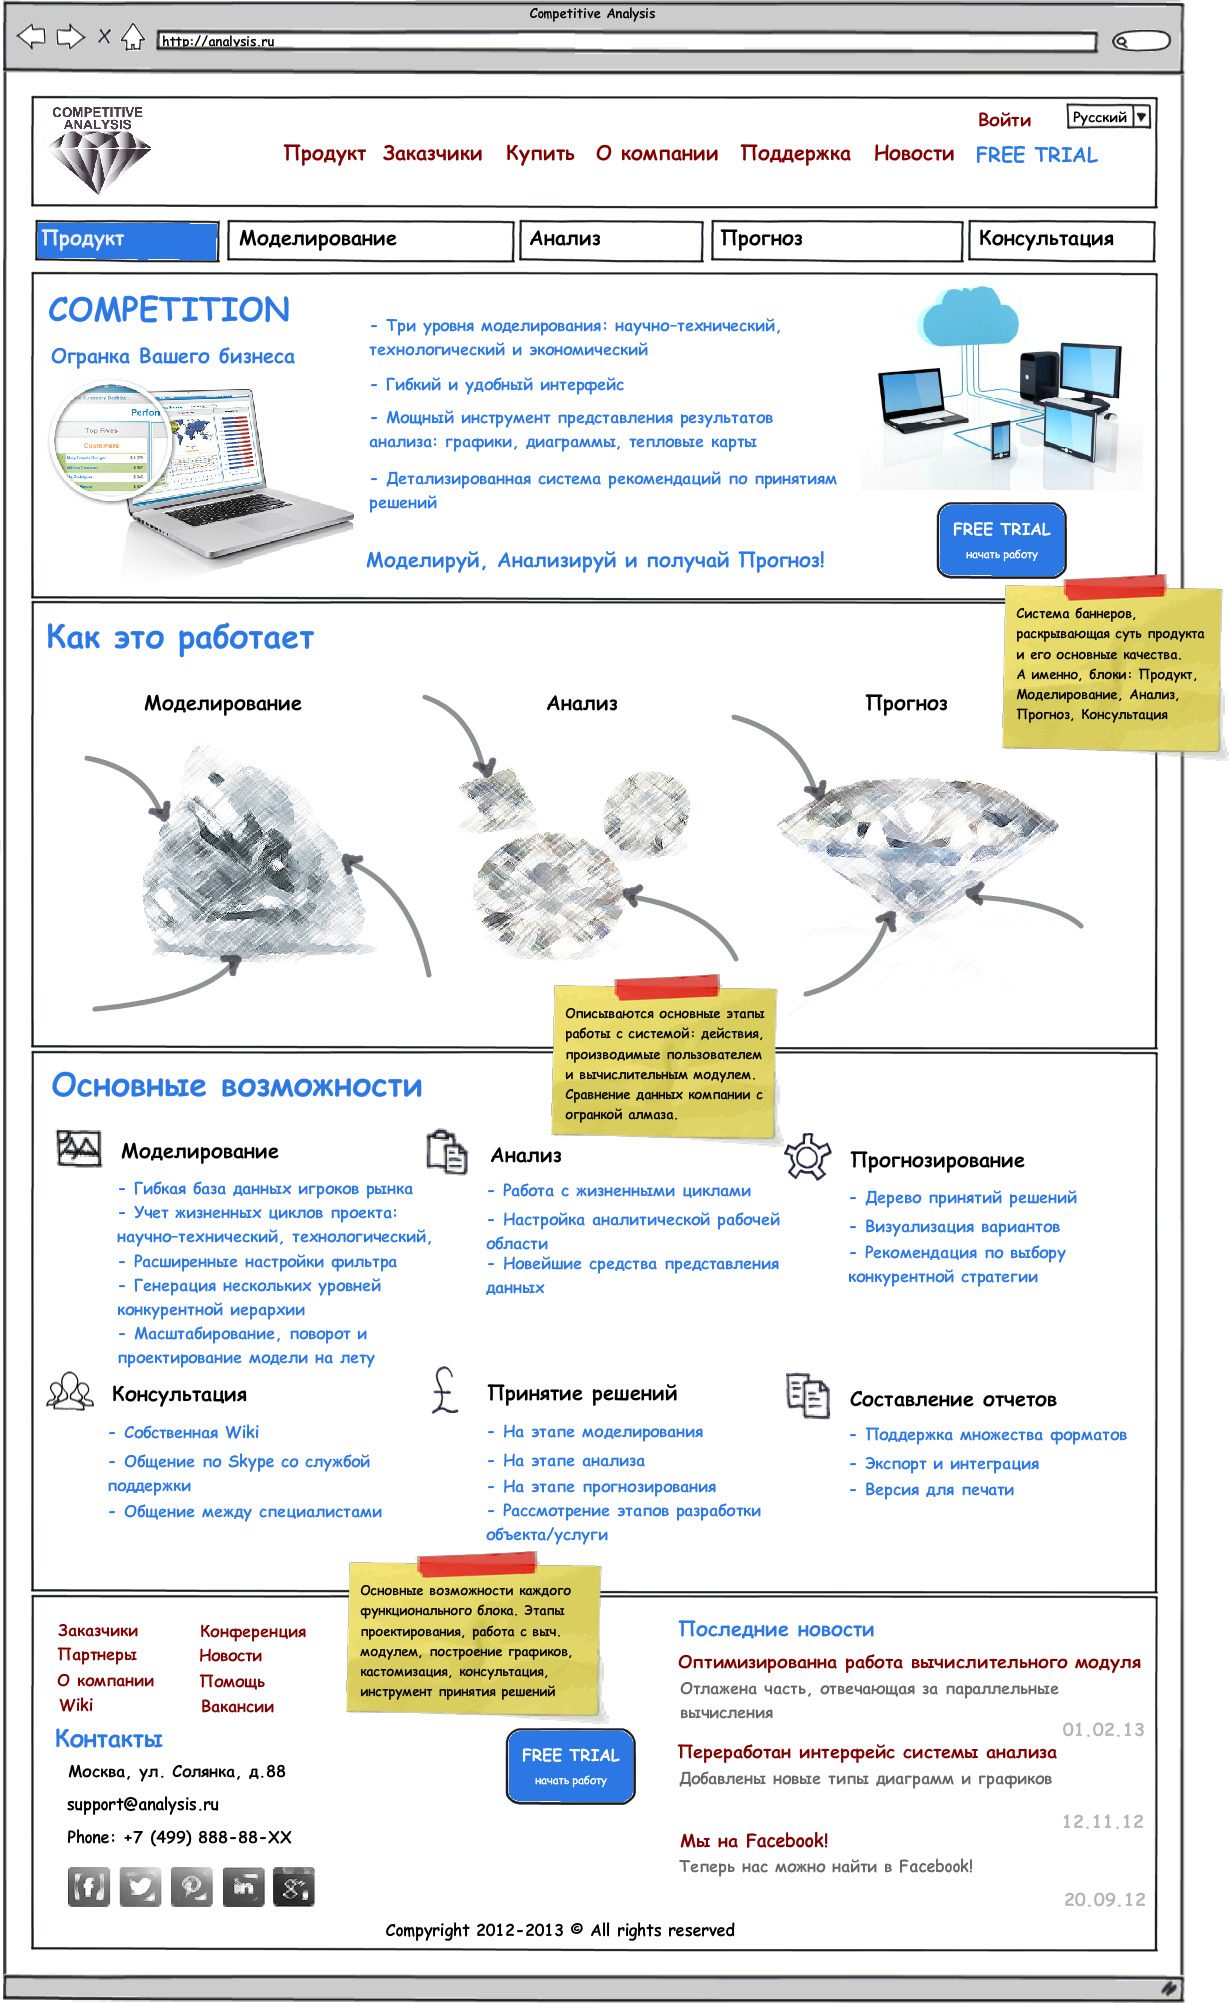 Competitive Analysis
http://analysis.ru
COMPETITIVE
ANALYSIS
Войти
Русский
Продукт Заказчики Купить О компании Поддержка Новости FREE TRIAL
Продукт Моделирование Анализ Прогноз Консультация
COMPETITION
Огранка Вашего бизнеса
Perfon
Top Fives
Customers
- Три уровня моделирования: научно-технический,
технологический и экономический
- Гибкий и удобный интерфейс
- Мощный инструмент представления результатов
анализа: графики, диаграммы, тепловые карты
- Детализированная система рекомендаций по принятиям
решений
Моделируй, Анализируй и получай Прогноз!
FREE TRIAL
начать работу
Система баннеров,
раскрывающая суть продукта
и его основные качества.
А именно, блоки: Продукт,
Моделирование, Анализ,
Прогноз, Консультация
Как это работает
Моделирование
Анализ
Прогноз
Описываются основные этапы
работы с системой: действия,
производимые пользователем
и вычислительным модулем.
Сравнение данных компании с
огранкой алмаза.
Основные возможности
Моделирование
- Гибкая база данных игроков рынка
- Учет жизненных циклов проекта:
научно-технический, технологический,
- Расширенные настройки фильтра
- Генерация нескольких уровней
конкурентной иерархии
- Масштабирование, поворот и
проектирование модели на лету
Анализ
- Работа с жизненными циклами
- Настройка аналитической рабочей
области
- Новейшие средства представления
данных
Прогнозирование
- Дерево принятий решений
- Визуализация вариантов
- Рекомендация по выбору
конкурентной стратегии
Консультация
- Собственная Wiki
- Общение по Skype со службой
поддержки
- Общение между специалистами
£
Принятие решений
- На этапе моделирования
- На этапе анализа
- На этапе прогнозирования
- Рассмотрение этапов разработки
объекта/услуги
Составление отчетов
- Поддержка множества форматов
- Экспорт и интеграция
- Версия для печати
Основные возможности каждого
функционального блока. Этапы
проектирования, работа с выч.
модулем, построение графиков,
кастомизация, консультация,
инструмент принятия решений
Заказчики
Партнеры
О компании
Wiki
Конференция
Новости
Помощь
Вакансии
Контакты
Москва, ул. Солянка, д.88
support@analysis.ru
Phone: +7 (499) 888-88-XX
FREE TRIAL
начать работу
Последние новости
Оптимизированна работа вычислительного модуля
Отлажена часть, отвечающая за параллельные
вычисления
01.02.13
Переработан интерфейс системы анализа
Добавлены новые типы диаграмм и графиков
12.11.12
Мы на Facebook!
Теперь нас можно найти в Facebook!
20.09.12
Compyright 2012-2013 © All rights reserved